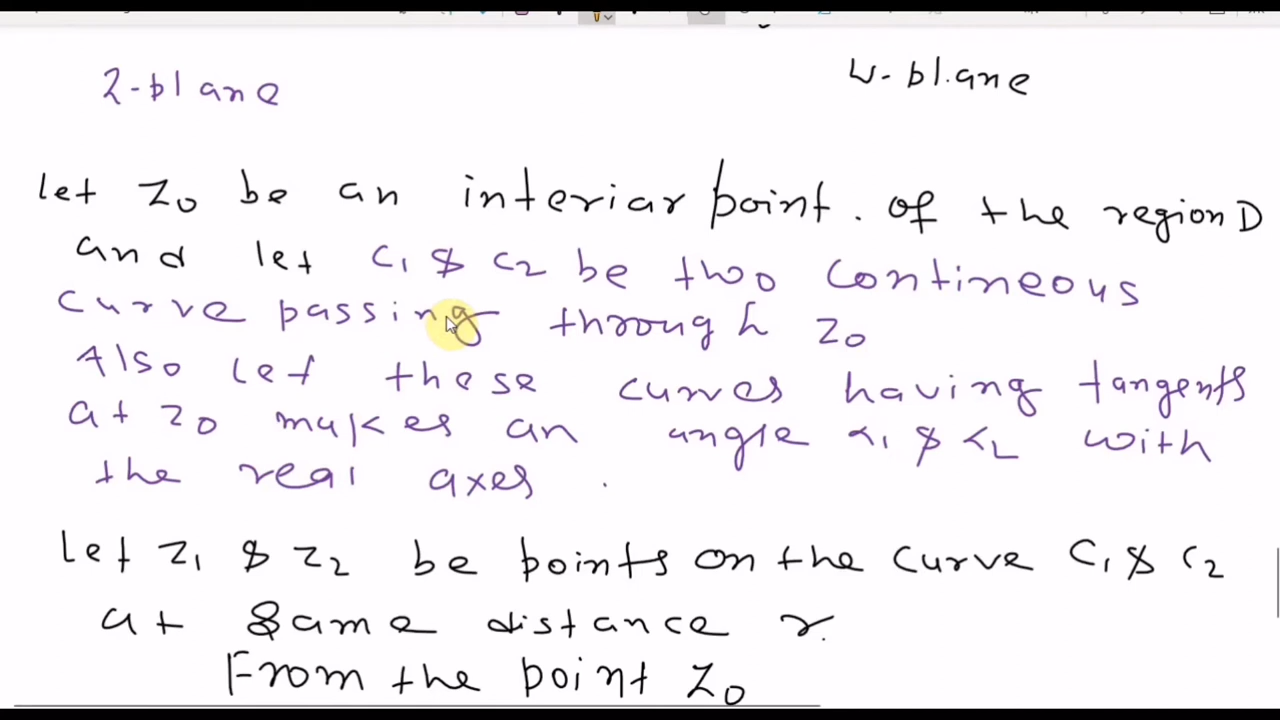 z-plane
w-plane
let z0 be an interiar point. of the region D
and let c1 & c2 be two contineous
curve passing through z0
Also let these curves having tangents
at z0 makes an angle α1 & α2 with
the real axes.
Let z1 & z2 be points on the curve C1 & C2
at same distance r.
From the point z0